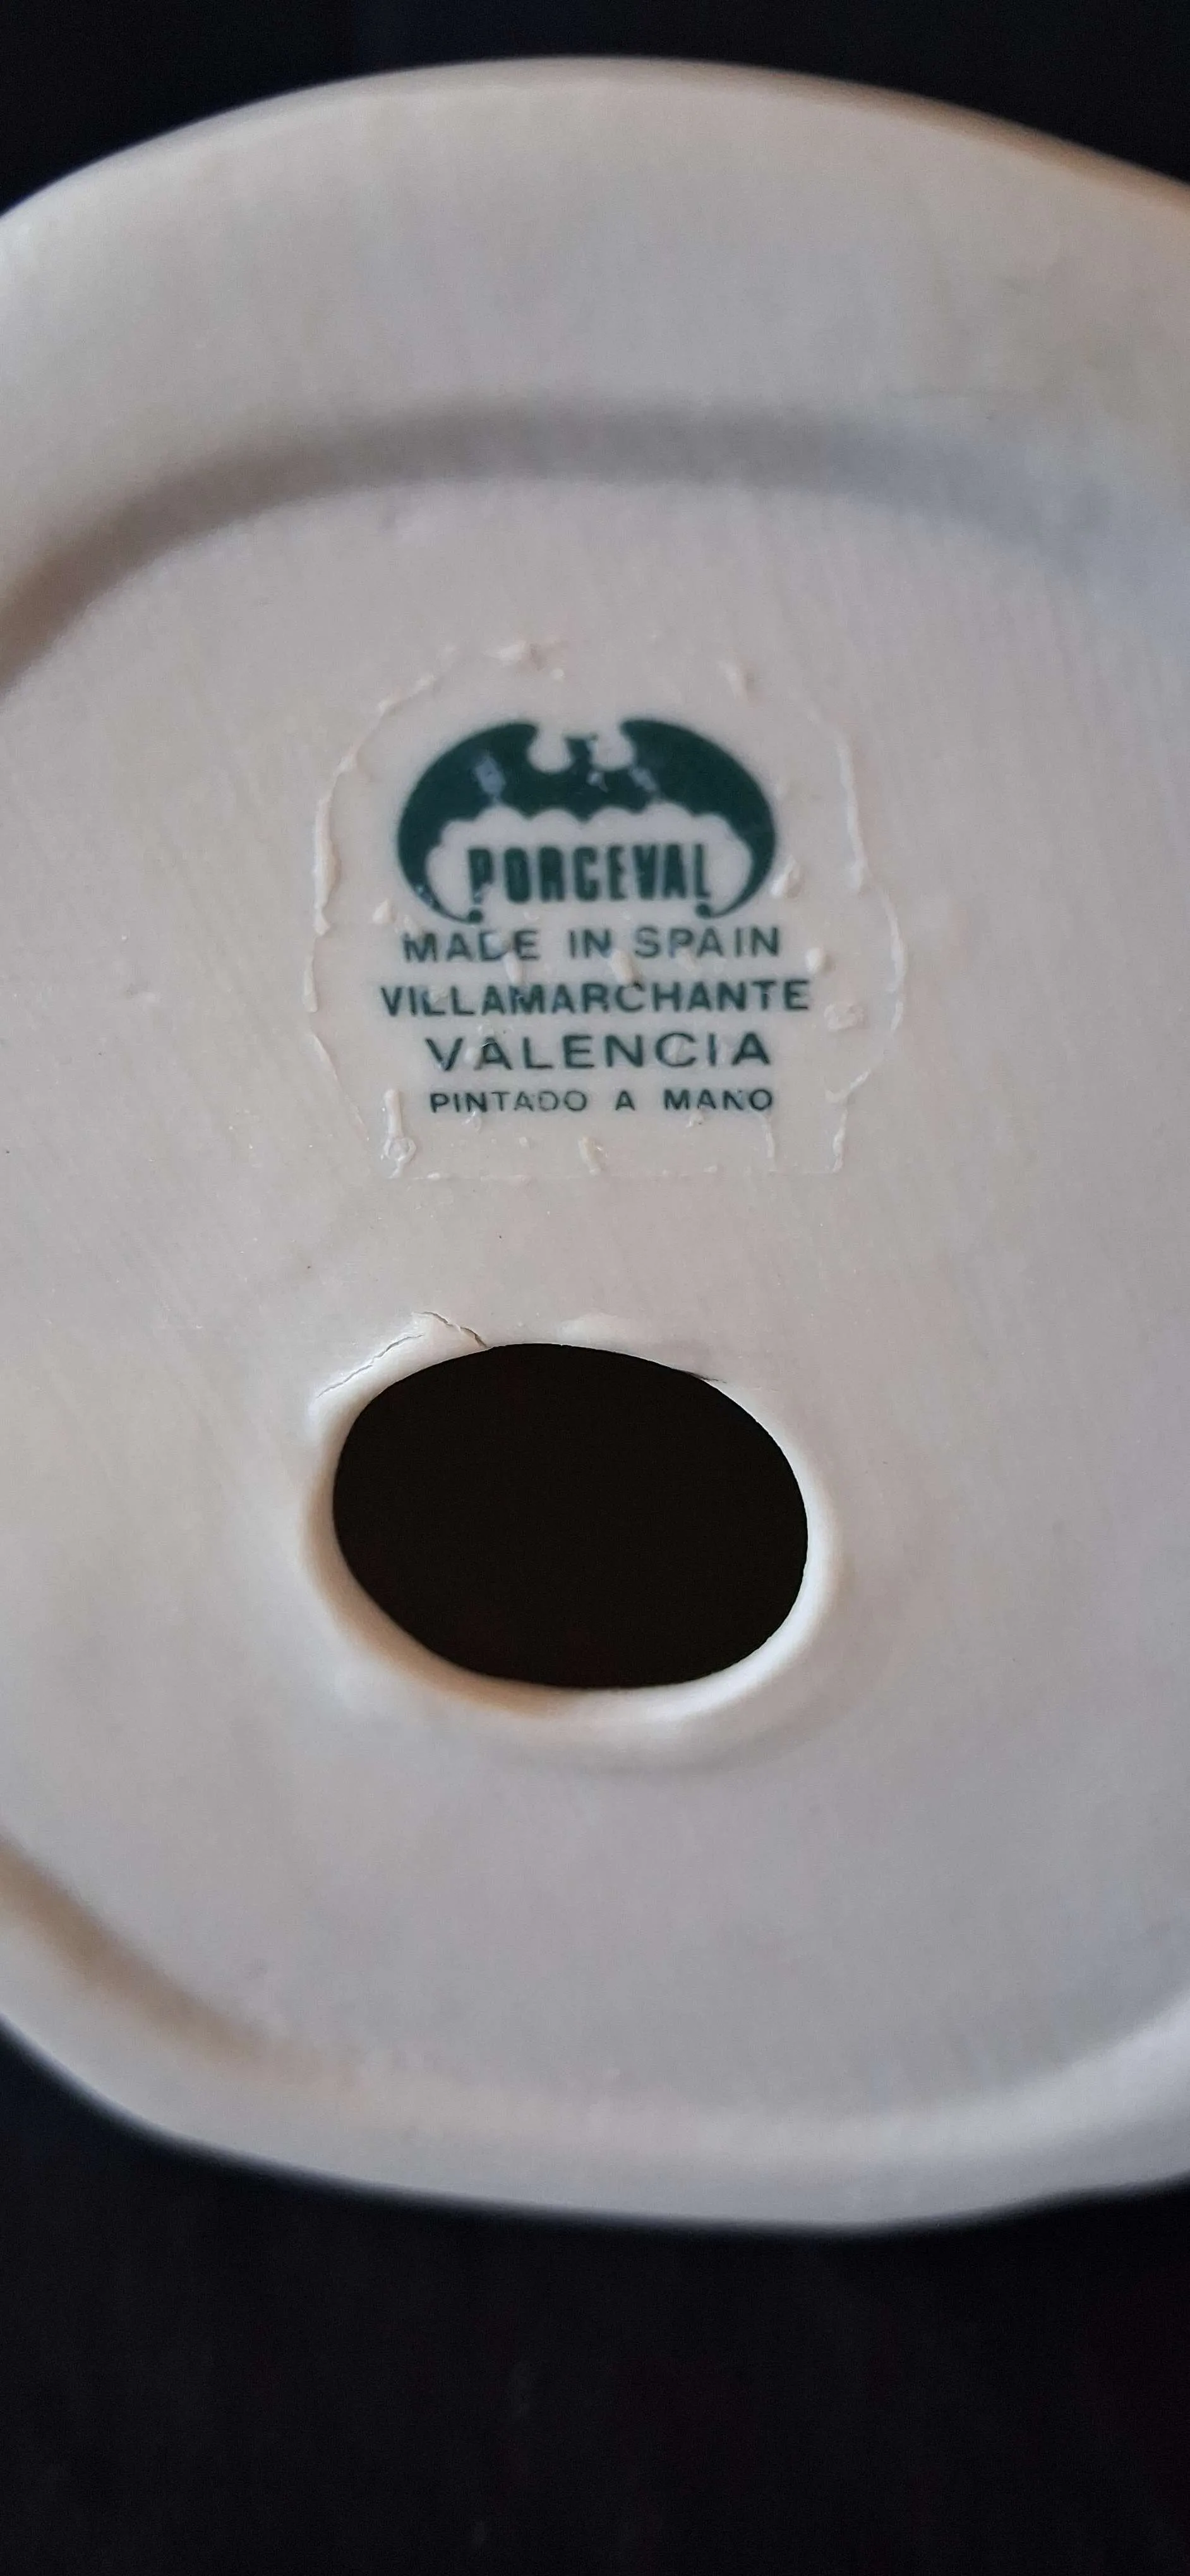 PORCEVAL
MADE IN SPAIN
VILLAMARCHANTE
VALENCIA
PINTADO A MANO